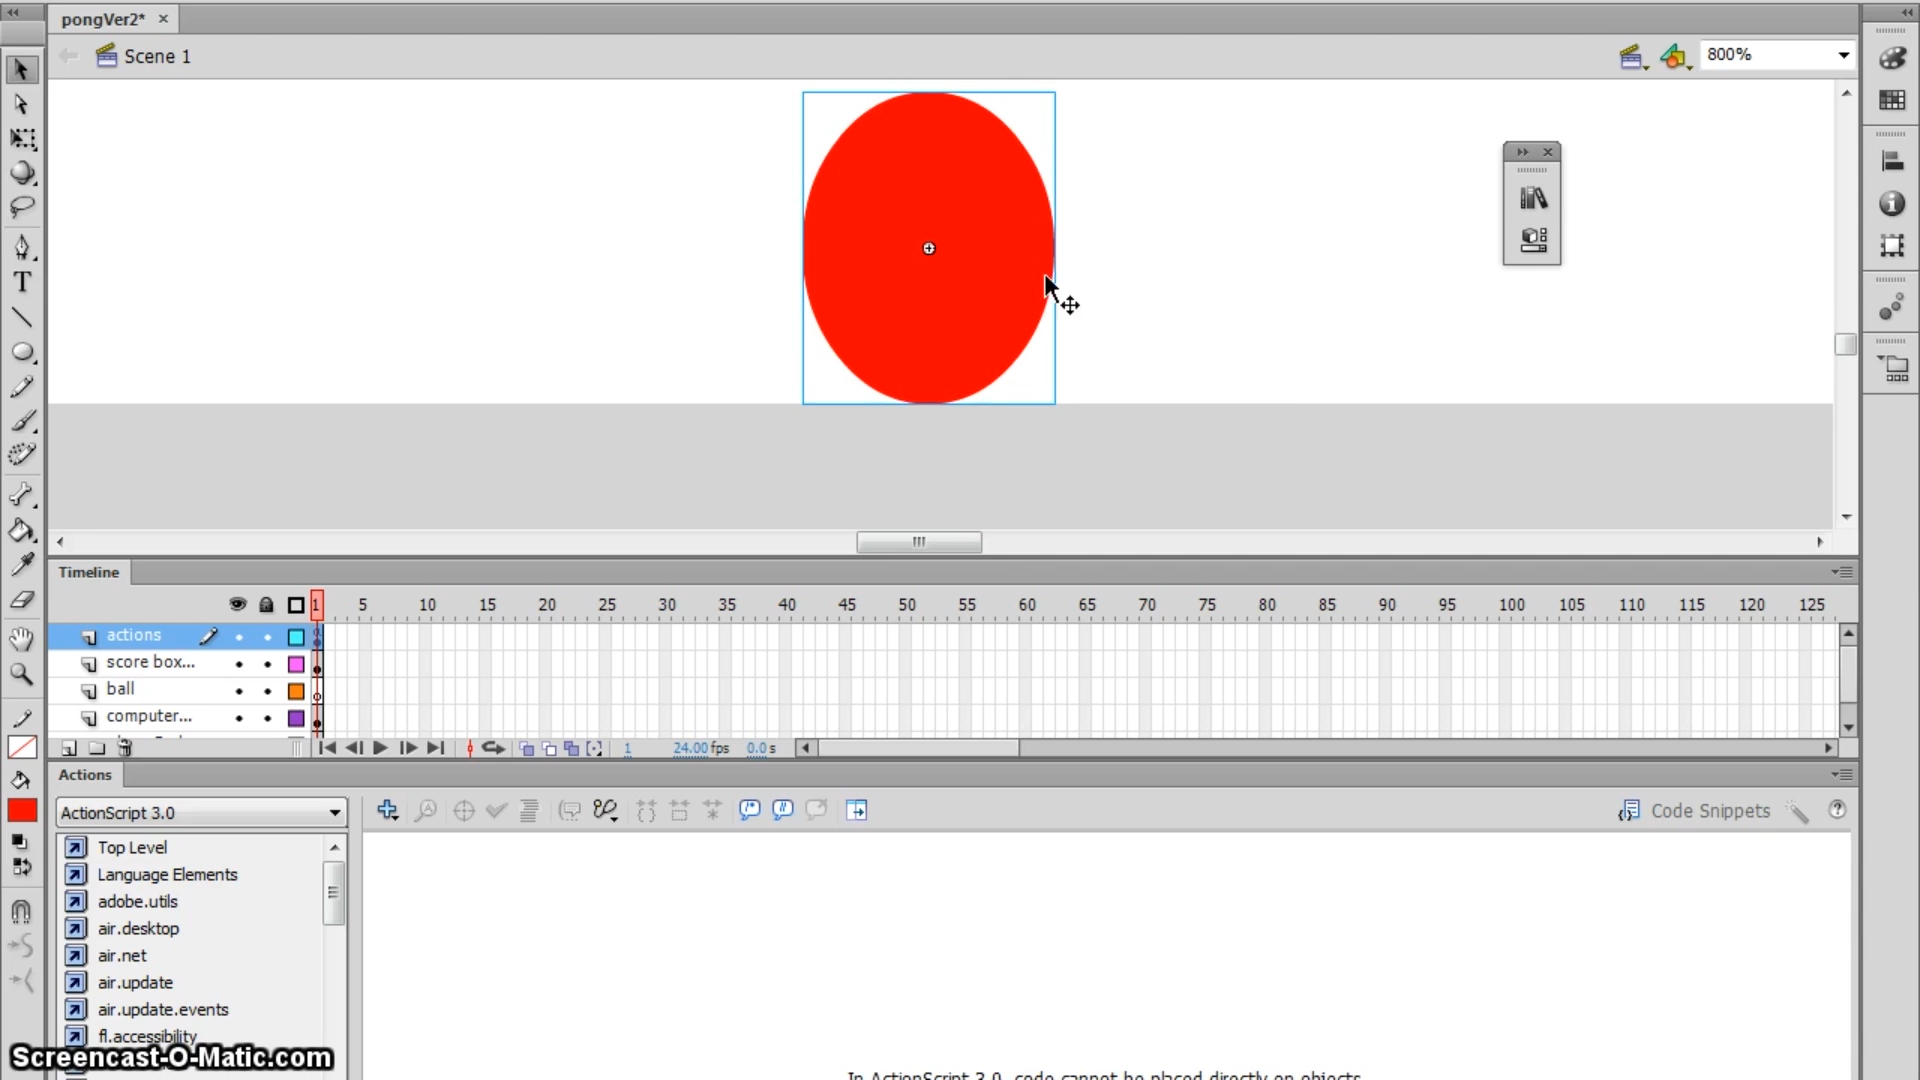 pongVer2*
Scene 1
800%
Timeline
1 5 10 15 20 25 30 35 40 45 50 55 60 65 70 75 80 85 90 95 100 105 110 115 120 125
actions
score box...
ball
computer...
1 24.00 fps 0.0 s
Actions
ActionScript 3.0
Code Snippets
Top Level
Language Elements
adobe.utils
air.desktop
air.net
air.update
air.update.events
fl.accessibility
Screencast-O-Matic.com
In ActionScript 3.0, code cannot be placed directly on objects